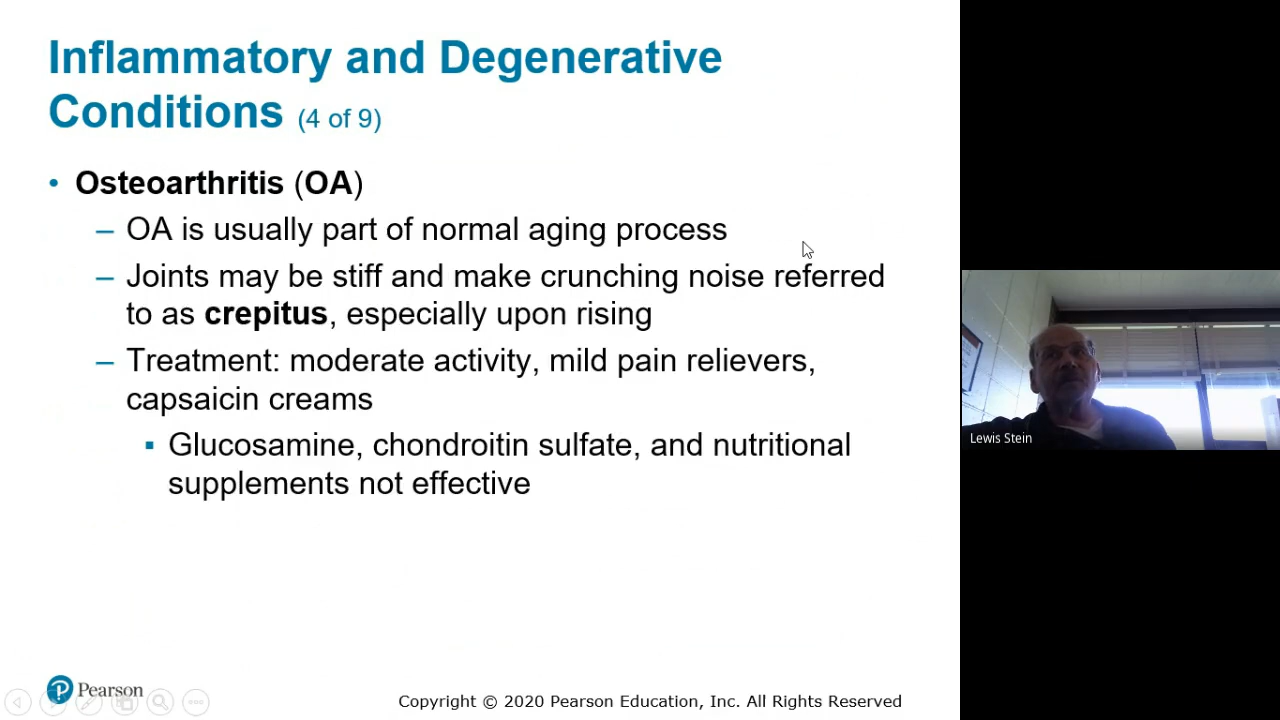 Inflammatory and Degenerative
Conditions (4 of 9)
• Osteoarthritis (OA)
– OA is usually part of normal aging process
– Joints may be stiff and make crunching noise referred
to as crepitus, especially upon rising
– Treatment: moderate activity, mild pain relievers,
capsaicin creams
▪ Glucosamine, chondroitin sulfate, and nutritional
supplements not effective
Lewis Stein
Pearson
Copyright © 2020 Pearson Education, Inc. All Rights Reserved